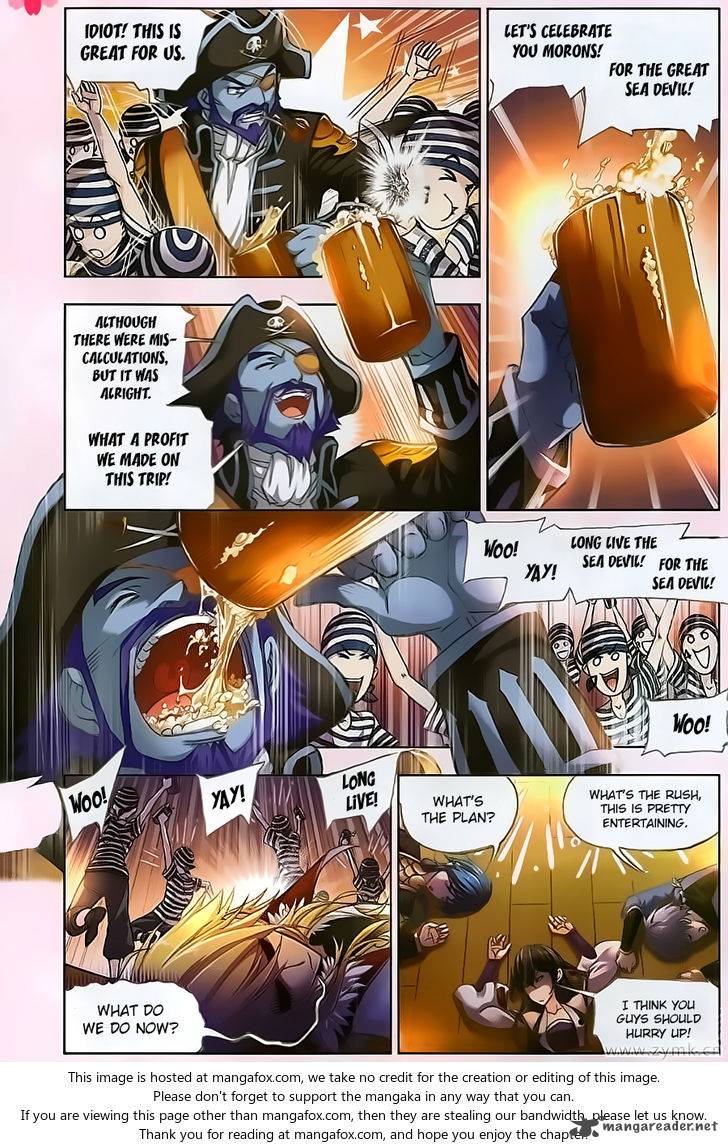 IDIOT! THIS IS
GREAT FOR US.
LET'S CELEBRATE
YOU MORONS!
FOR THE GREAT
SEA DEVIL!
ALTHOUGH
THERE WERE MIS-
CALCULATIONS,
BUT IT WAS
ALRIGHT.
WHAT A PROFIT
WE MADE ON
THIS TRIP!
WOO!
YAY!
LONG LIVE THE
SEA DEVIL!
FOR THE
SEA DEVIL!
WOO!
WOO!
YAY!
LONG
LIVE!
WHAT DO
WE DO NOW?
WHAT'S
THE PLAN?
WHAT'S THE RUSH,
THIS IS PRETTY
ENTERTAINING.
I THINK YOU
GUYS SHOULD
HURRY UP!
www.zymk.cn
This image is hosted at mangafox.com, we take no credit for the creation or editing of this image.
Please don't forget to support the mangaka in any way that you can.
If you are viewing this page other than mangafox.com, then they are stealing our bandwidth, please let us know.
Thank you for reading at mangafox.com, and hope you enjoy the chapter
mangareader.net